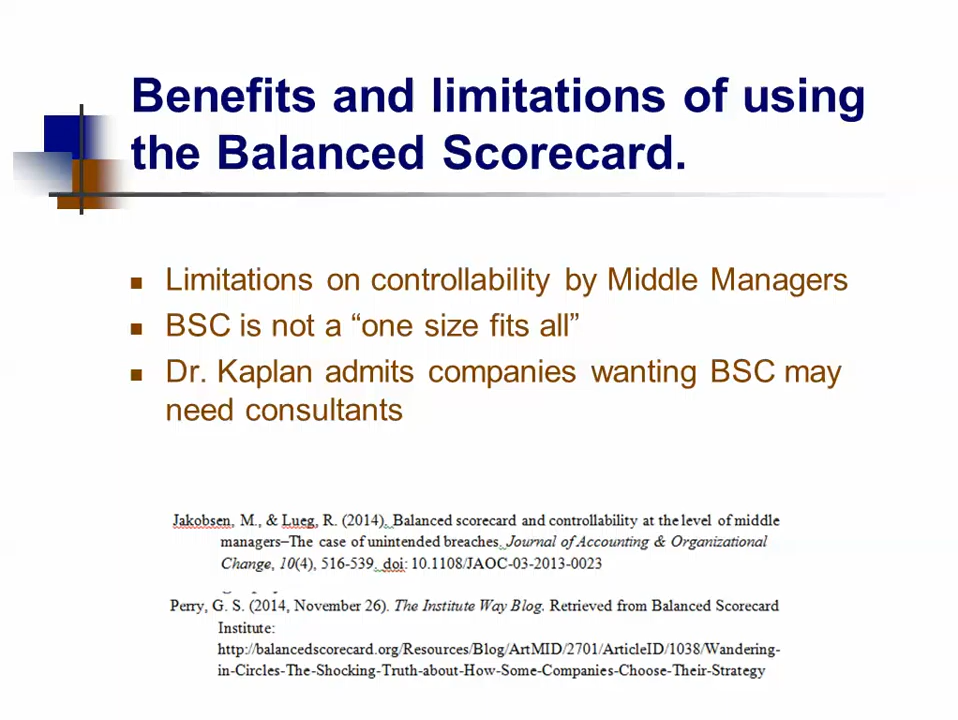 Benefits and limitations of using
the Balanced Scorecard.
Limitations on controllability by Middle Managers
BSC is not a “one size fits all”
Dr. Kaplan admits companies wanting BSC may
need consultants
Jakobsen, M., & Lueg, R. (2014). Balanced scorecard and controllability at the level of middle
managers–The case of unintended breaches. Journal of Accounting & Organizational
Change, 10(4), 516-539. doi: 10.1108/JAOC-03-2013-0023
Perry, G. S. (2014, November 26). The Institute Way Blog. Retrieved from Balanced Scorecard
Institute:
http://balancedscorecard.org/Resources/Blog/ArtMID/2701/ArticleID/1038/Wandering-
in-Circles-The-Shocking-Truth-about-How-Some-Companies-Choose-Their-Strategy